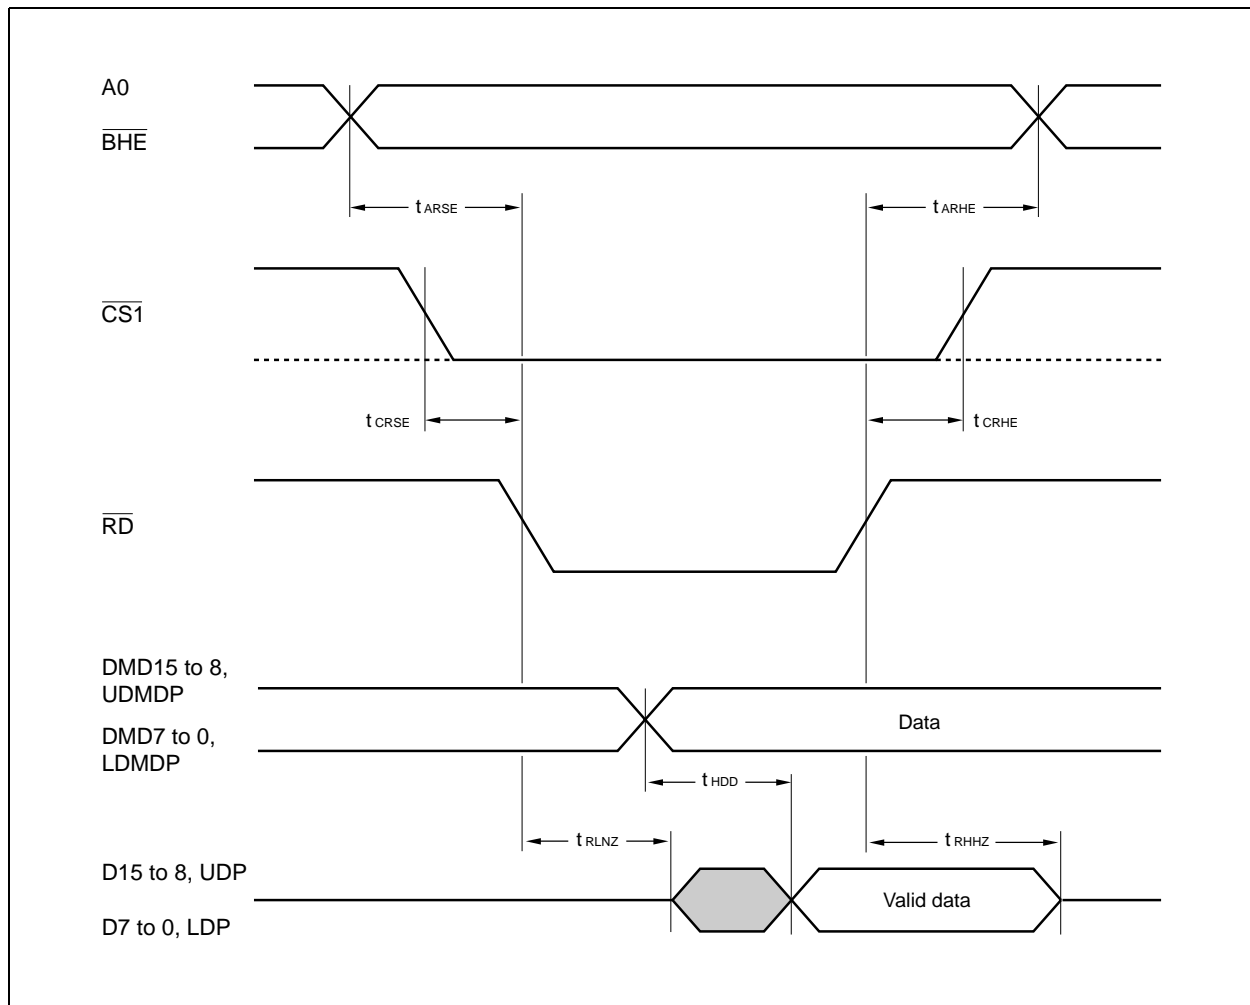 A0
BHE
tARSE
tARHE
CS1
tCRSE
tCRHE
RD
DMD15 to 8,
UDMDP
DMD7 to 0,
LDMDP
Data
tHDD
tRLNZ
tRHHZ
D15 to 8, UDP
D7 to 0, LDP
Valid data